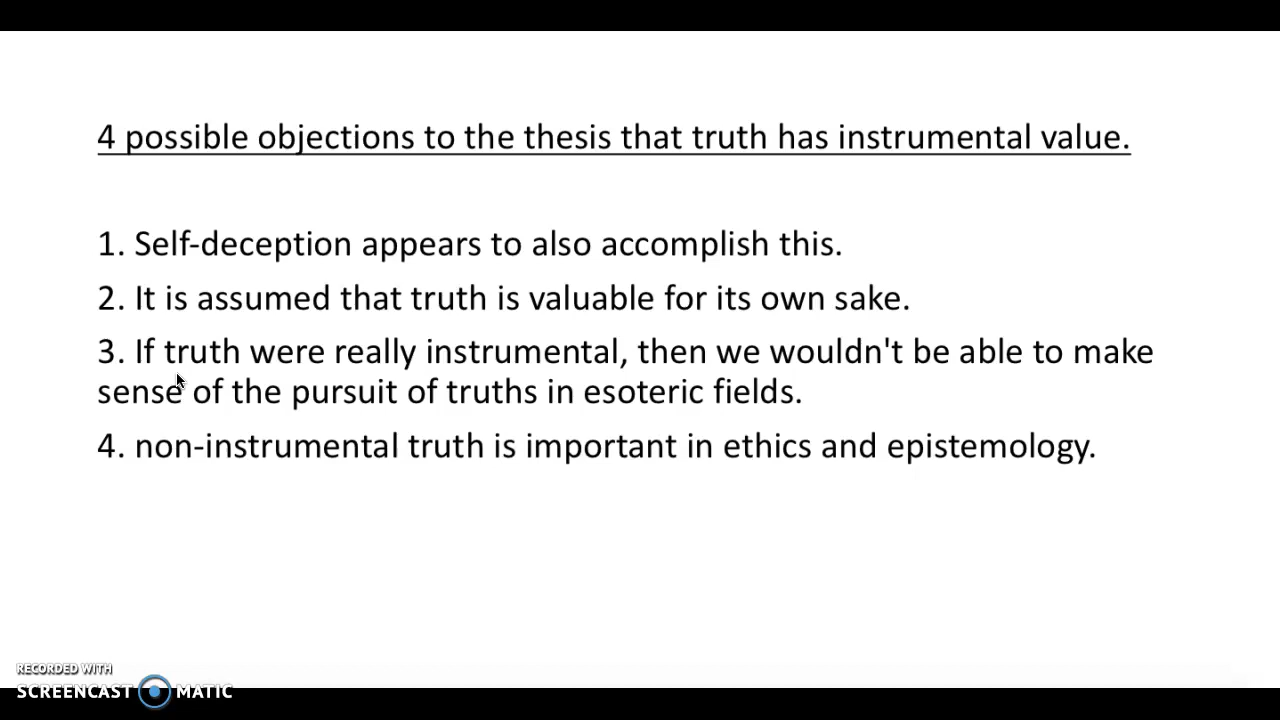 4 possible objections to the thesis that truth has instrumental value.
1. Self-deception appears to also accomplish this.
2. It is assumed that truth is valuable for its own sake.
3. If truth were really instrumental, then we wouldn't be able to make
sense of the pursuit of truths in esoteric fields.
4. non-instrumental truth is important in ethics and epistemology.
RECORDED WITH
SCREENCAST MATIC